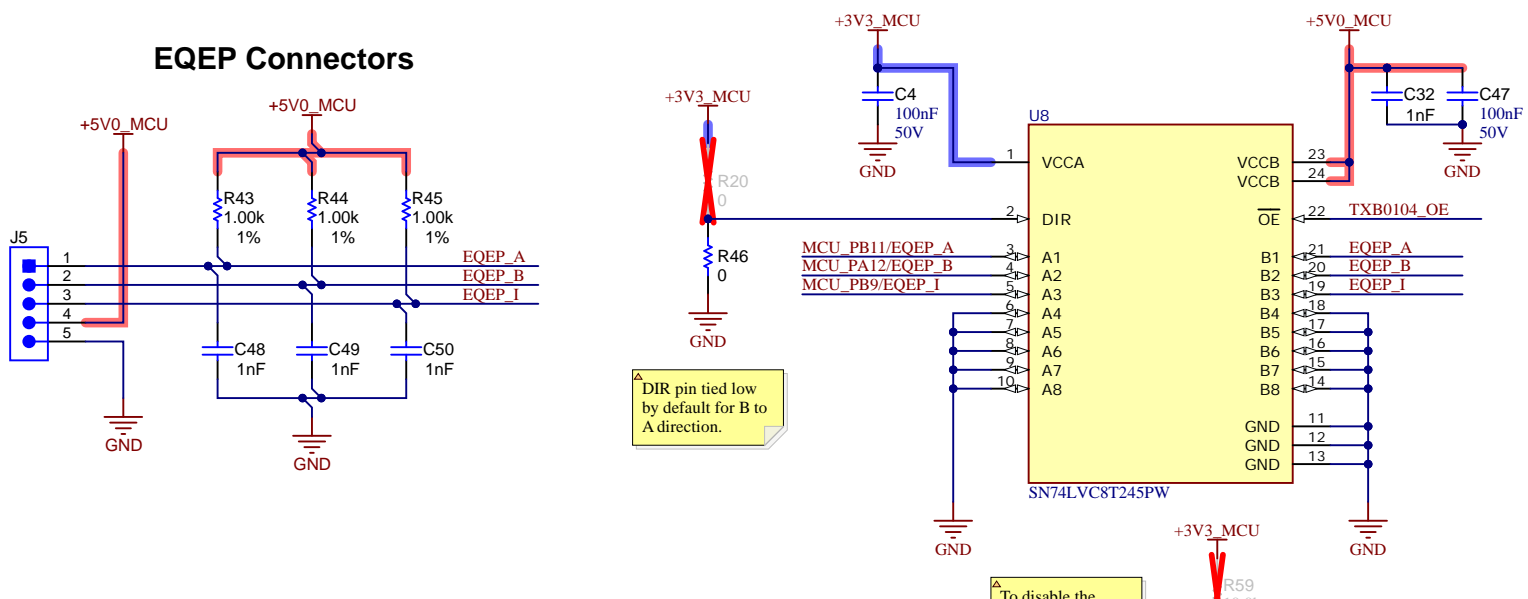 EQEP Connectors
+5V0_MCU
+5V0_MCU
R43
1.00k
1%
R44
1.00k
1%
R45
1.00k
1%
J5
1
2
3
4
5
EQEP_A
EQEP_B
EQEP_I
C48
1nF
C49
1nF
C50
1nF
GND
GND
+3V3_MCU
R20
0
R46
0
GND
DIR pin tied low
by default for B to
A direction.
+3V3_MCU
C4
100nF
50V
GND
+5V0_MCU
C32
1nF
C47
100nF
50V
GND
U8
1 VCCA
VCCB 23
VCCB 24
2 DIR
OE 22 TXB0104_OE
MCU_PB11/EQEP_A 3 A1
B1 21 EQEP_A
MCU_PA12/EQEP_B 4 A2
B2 20 EQEP_B
MCU_PB9/EQEP_I 5 A3
B3 19 EQEP_I
6 A4
B4 18
7 A5
B5 17
8 A6
B6 16
9 A7
B7 15
10 A8
B8 14
GND 11
GND 12
GND 13
SN74LVC8T245PW
GND
GND
+3V3_MCU
R59
To disable the